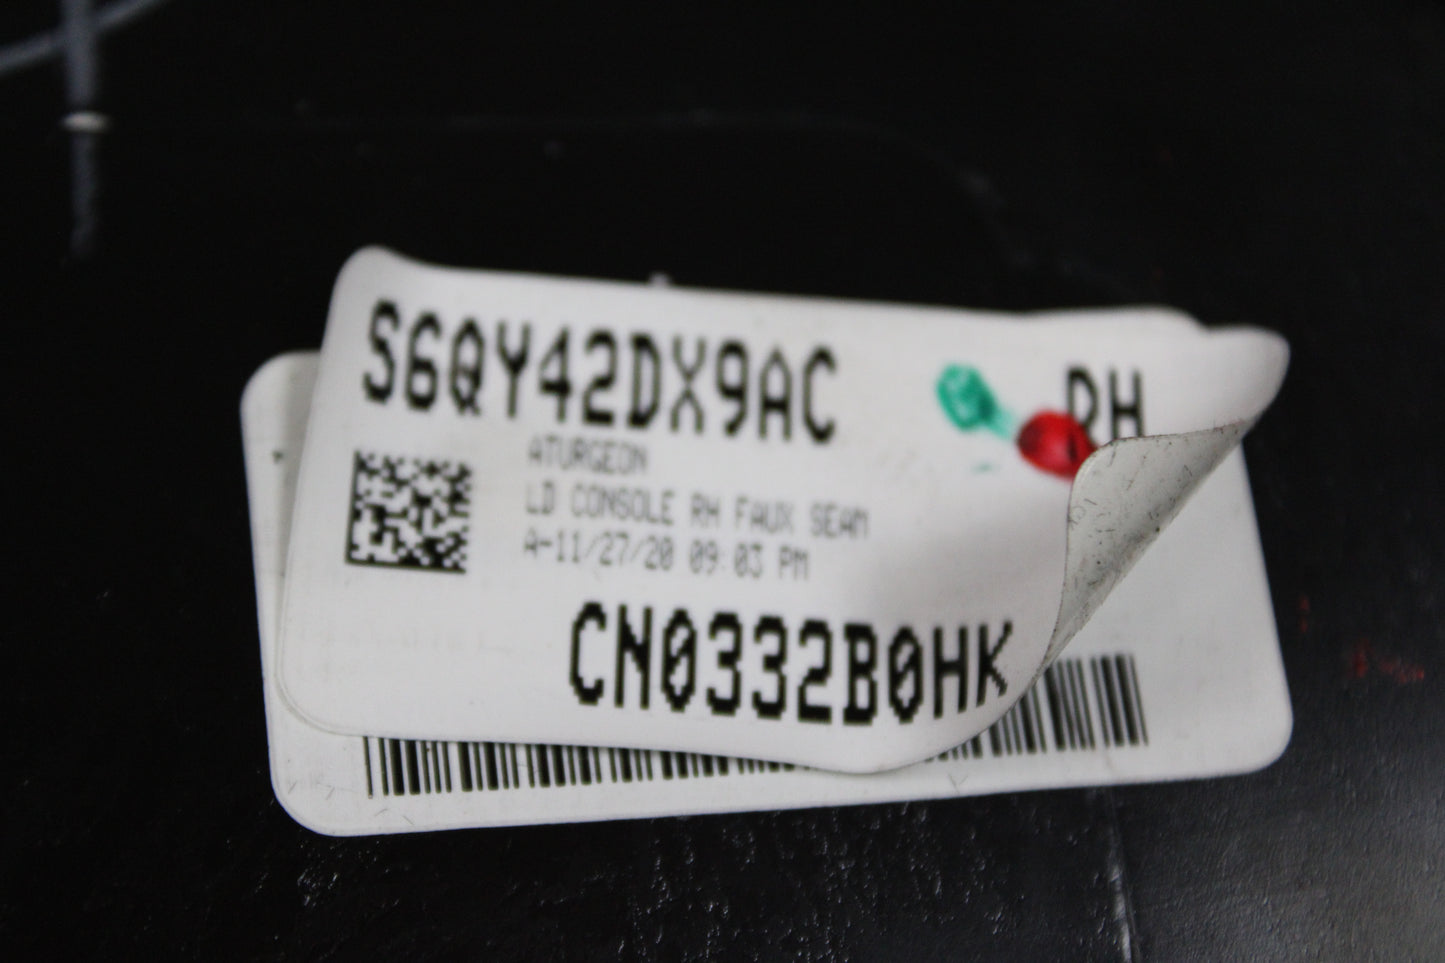 S6QY42DX9AC RH
ATURGEON
LD CONSOLE RH FAUX SEAM
A-11/27/20 09:03 PM
CN0332B0HK